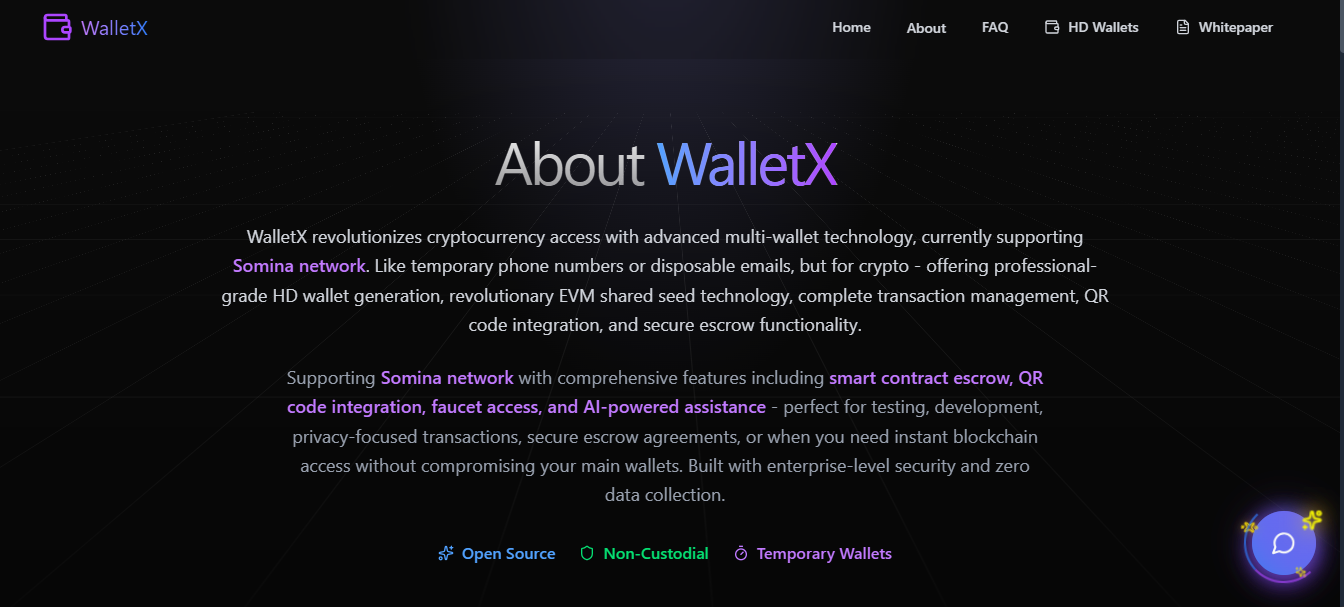 WalletX
Home
About
FAQ
HD Wallets
Whitepaper
About WalletX
WalletX revolutionizes cryptocurrency access with advanced multi-wallet technology, currently supporting
Somina network. Like temporary phone numbers or disposable emails, but for crypto - offering professional-
grade HD wallet generation, revolutionary EVM shared seed technology, complete transaction management, QR
code integration, and secure escrow functionality.
Supporting Somina network with comprehensive features including smart contract escrow, QR
code integration, faucet access, and AI-powered assistance - perfect for testing, development,
privacy-focused transactions, secure escrow agreements, or when you need instant blockchain
access without compromising your main wallets. Built with enterprise-level security and zero
data collection.
Open Source
Non-Custodial
Temporary Wallets